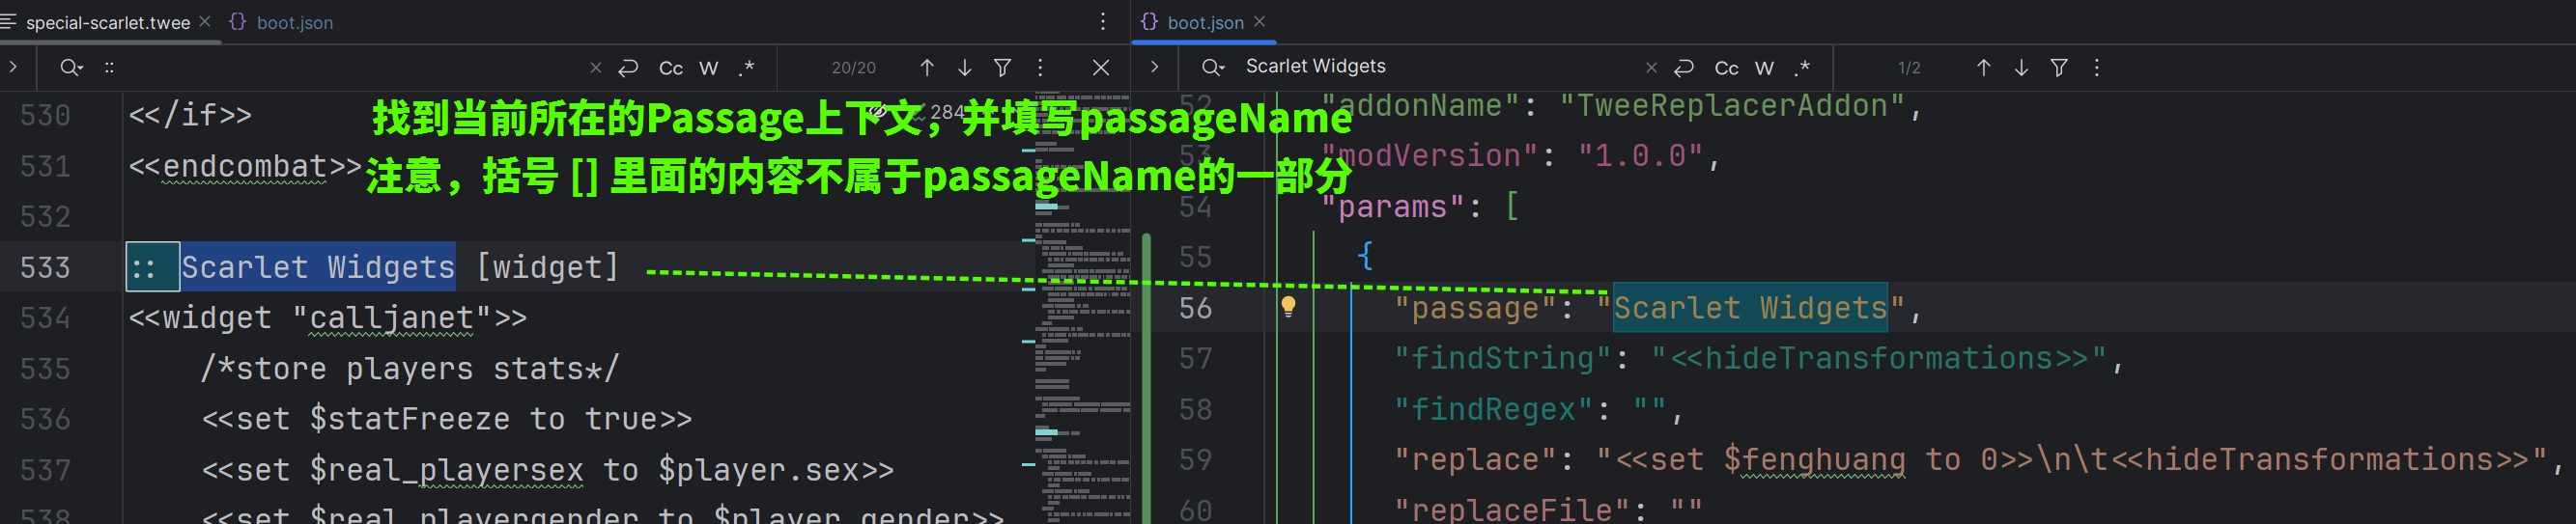 special-scarlet.twee
boot.json
boot.json
::
Cc W .*
20/20
Scarlet Widgets
Cc W .*
1/2
找到当前所在的Passage上下文，并填写passageName
注意，括号 [] 里面的内容不属于passageName的一部分
284
530 <</if>>
531 <<endcombat>>
532
533 :: Scarlet Widgets [widget]
534 <<widget "calljanet">>
535 /*store players stats*/
536 <<set $statFreeze to true>>
537 <<set $real_playersex to $player.sex>>
538 <<set $real_playergender to $player.gender>>
52 "addonName": "TweeReplacerAddon",
53 "modVersion": "1.0.0",
54 "params": [
55 {
56 "passage": "Scarlet Widgets",
57 "findString": "<<hideTransformations>>",
58 "findRegex": "",
59 "replace": "<<set $fenghuang to 0>>\n\t<<hideTransformations>>",
60 "replaceFile": ""